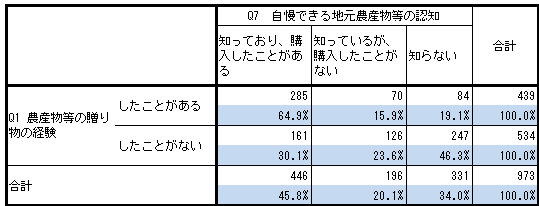 Q7 自慢できる地元農産物等の認知
知っており、購入したことがある
知っているが、購入したことがない
知らない
合計
Q1 農産物等の贈り物の経験
したことがある
285 70 84 439
64.9% 15.9% 19.1% 100.0%
したことがない
161 126 247 534
30.1% 23.6% 46.3% 100.0%
合計
446 196 331 973
45.8% 20.1% 34.0% 100.0%